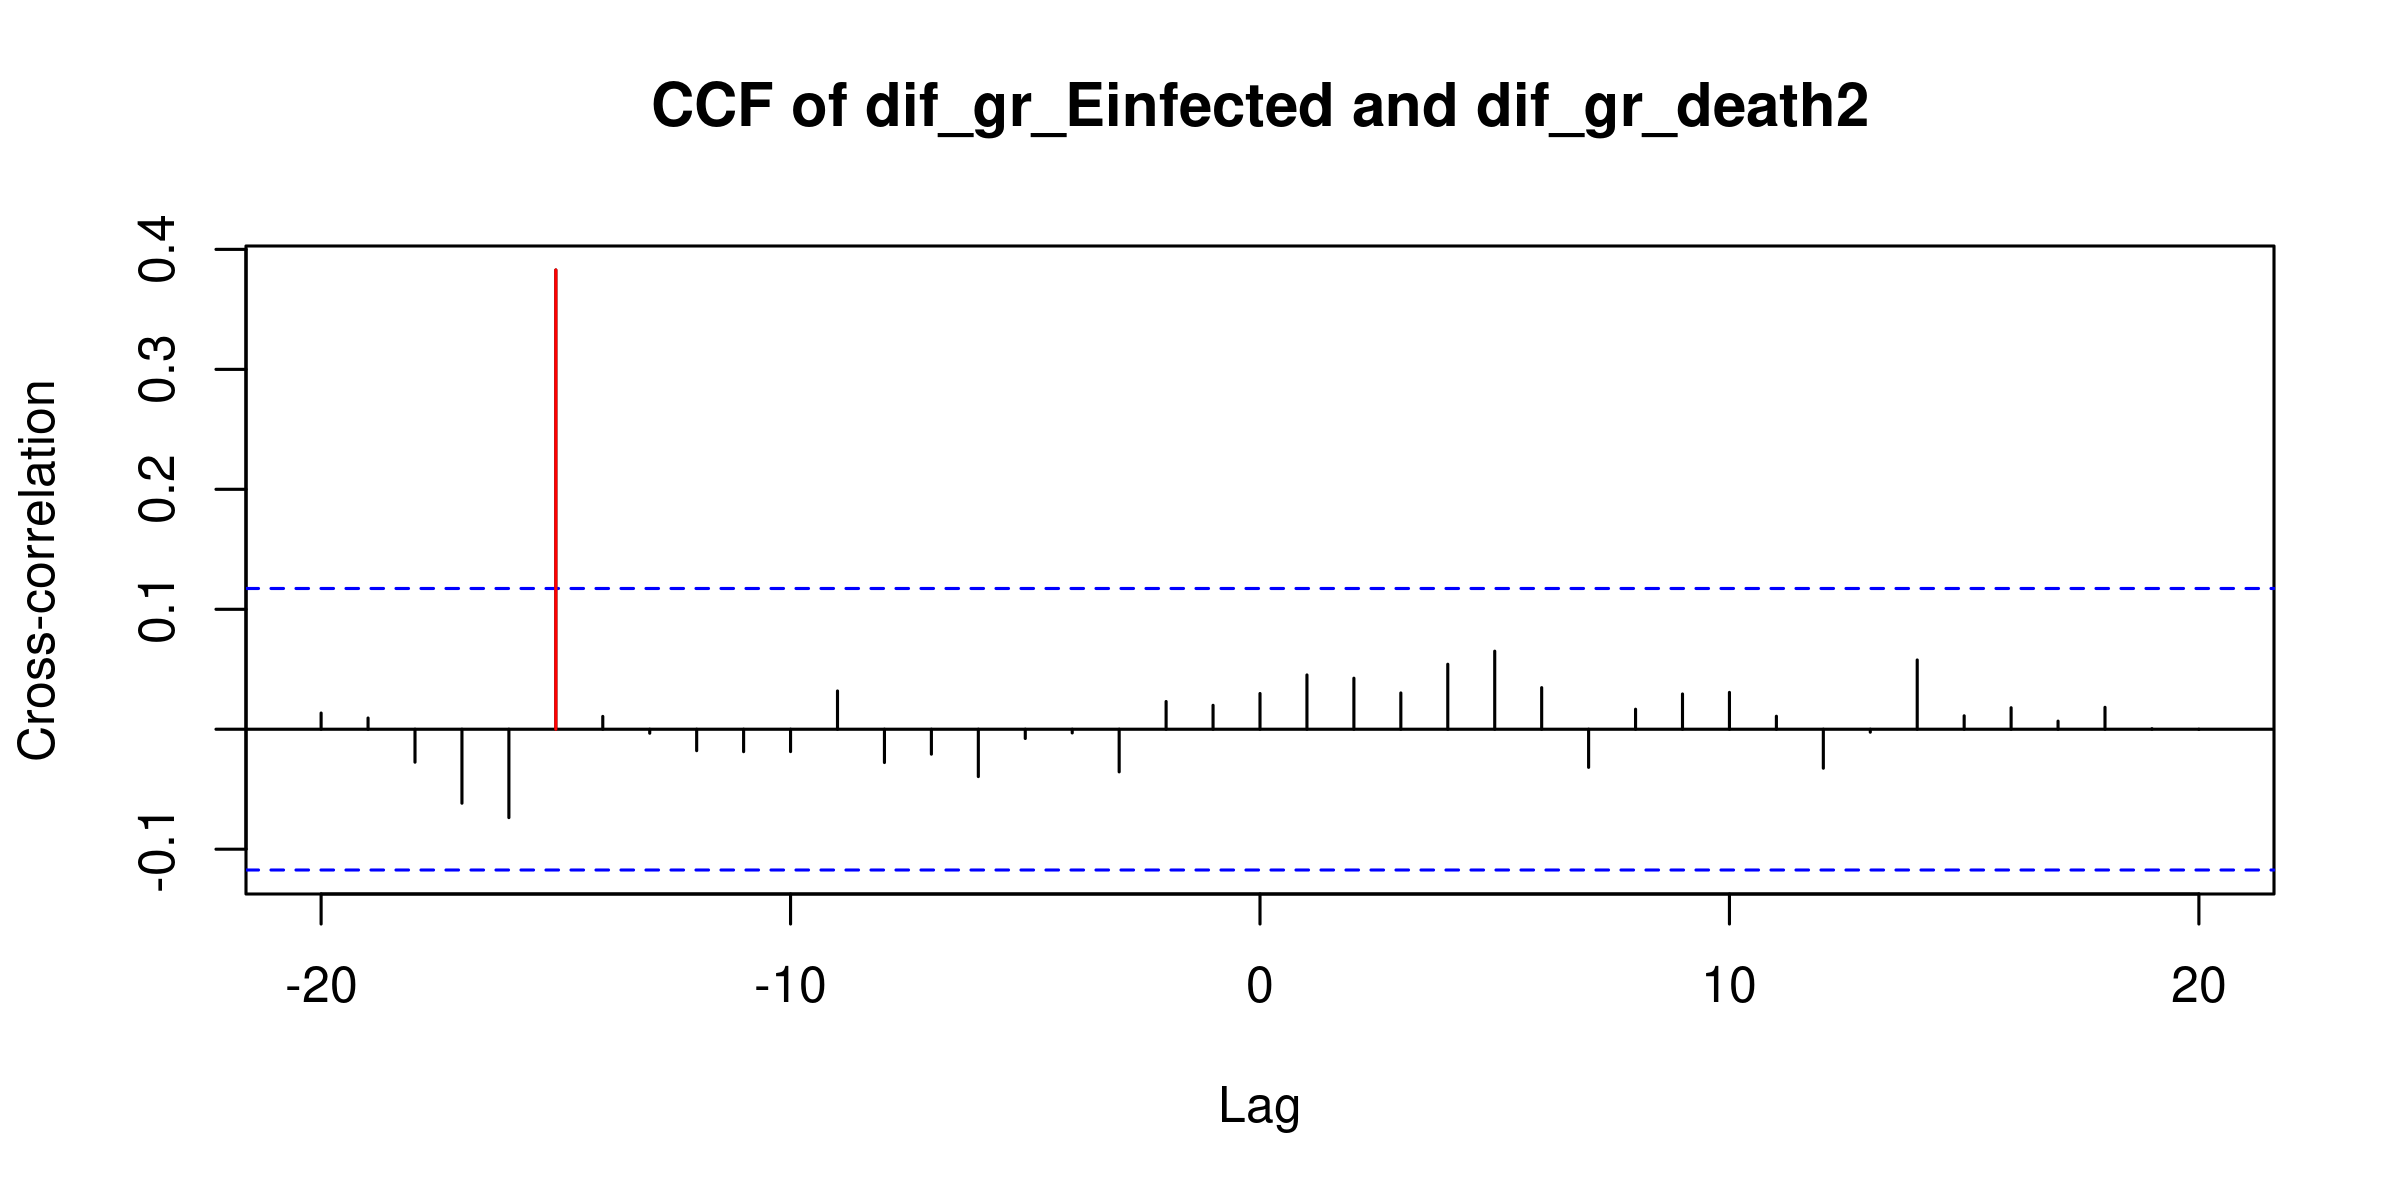 CCF of dif_gr_Einfected and dif_gr_death2
Cross-correlation
0.4
0.3
0.2
0.1
-0.1
-20 -10 0 10 20
Lag